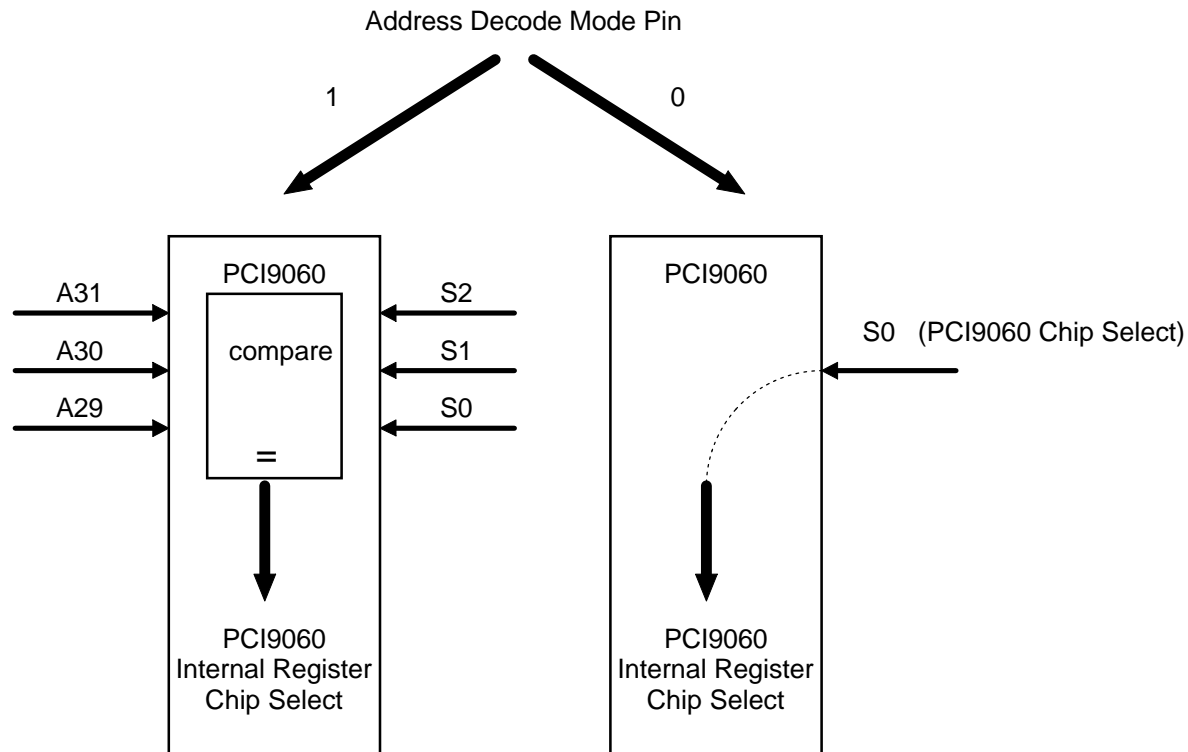 Address Decode Mode Pin
1
0
PCI9060
A31
A30
A29
compare
=
S2
S1
S0
PCI9060
Internal Register
Chip Select
PCI9060
S0 (PCI9060 Chip Select)
PCI9060
Internal Register
Chip Select